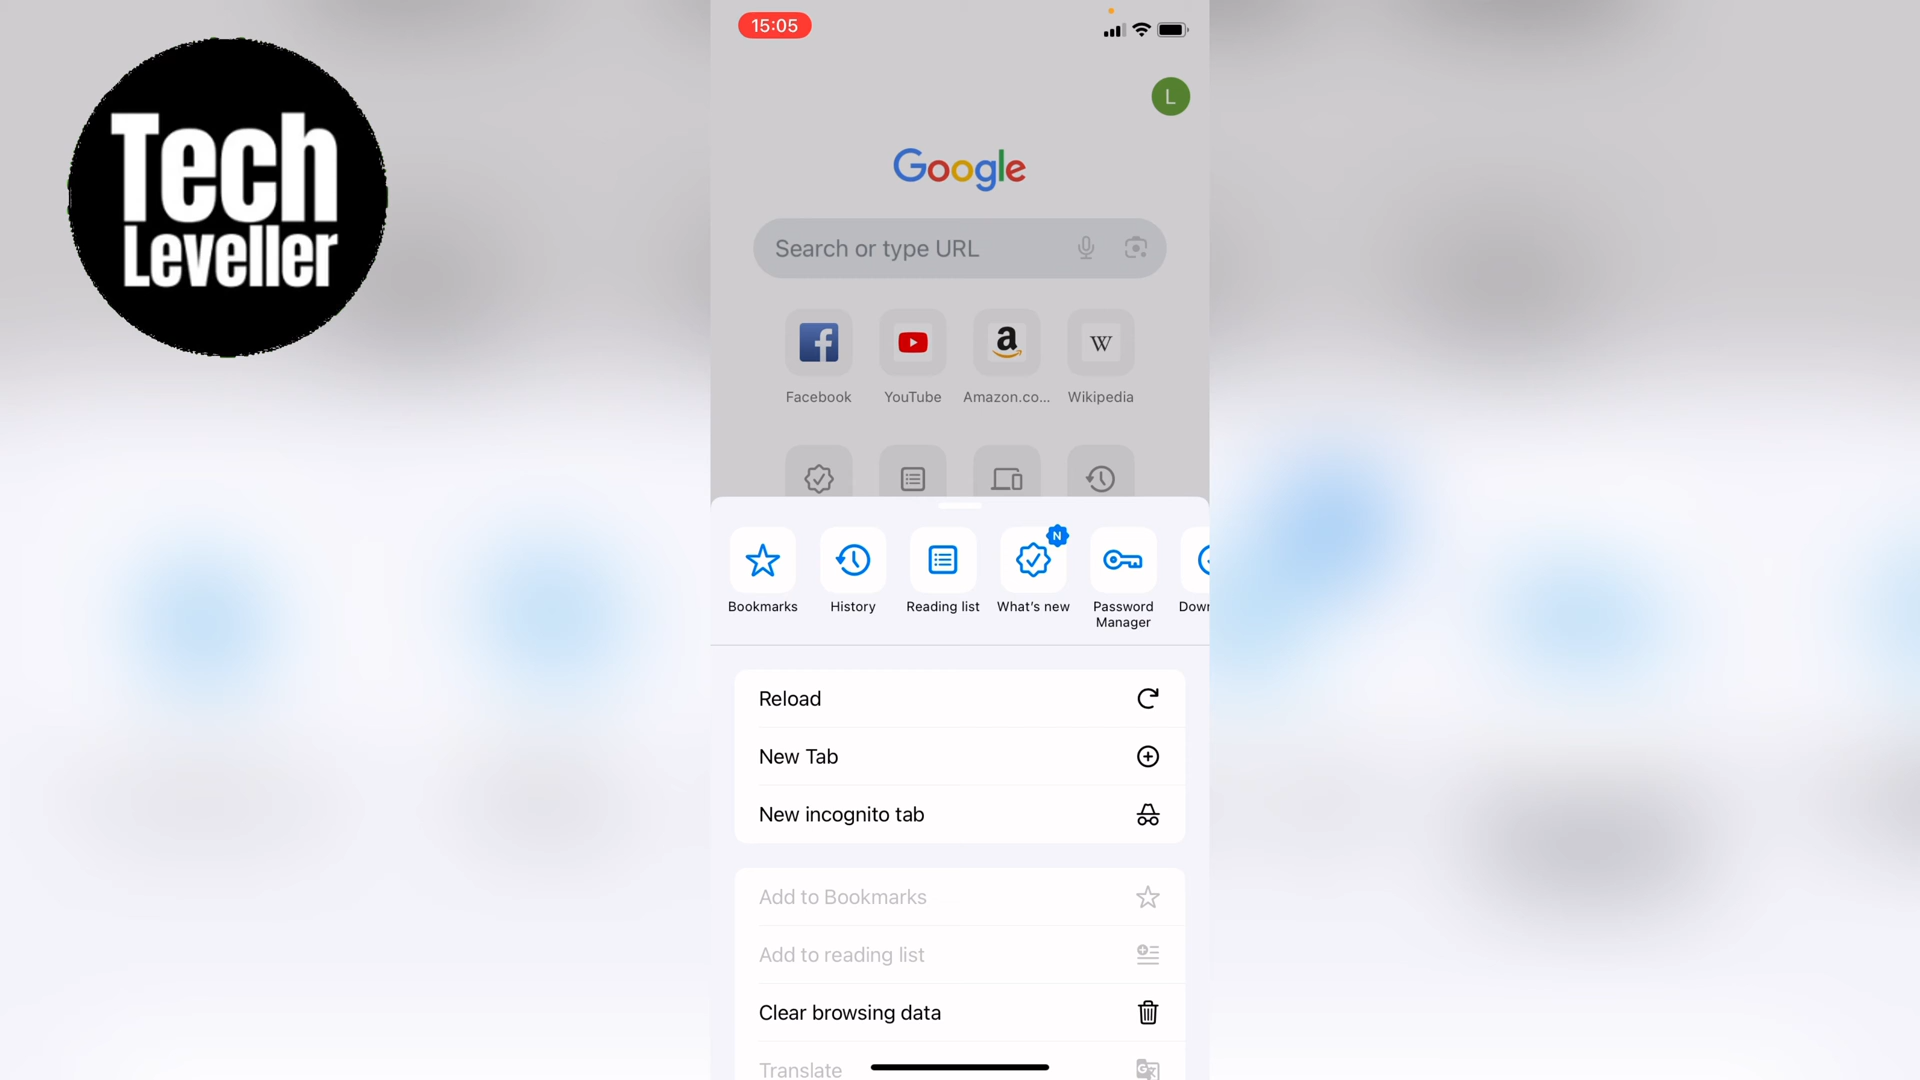 Tech
Leveller
15:05
L
Google
Search or type URL
Facebook
YouTube
Amazon.co...
Wikipedia
W
N
Bookmarks
History
Reading list
What's new
Password
Manager
Down
Reload
New Tab
New incognito tab
Add to Bookmarks
Add to reading list
Clear browsing data
Translate